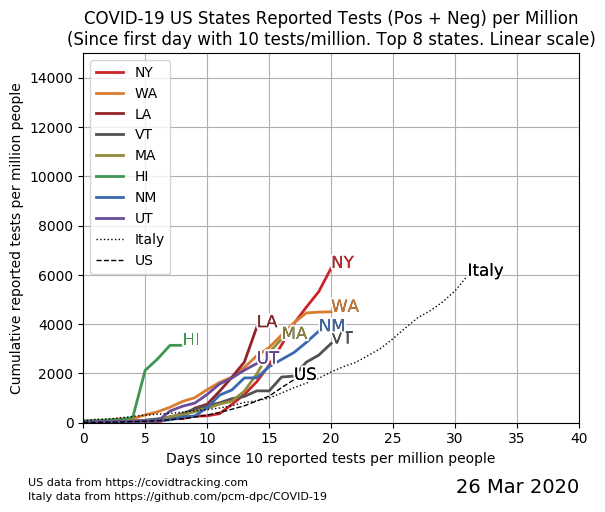 COVID-19 US States Reported Tests (Pos + Neg) per Million
(Since first day with 10 tests/million. Top 8 states. Linear scale)
Cumulative reported tests per million people
14000
12000
10000
8000
6000
4000
2000
0
NY
WA
LA
VT
MA
HI
NM
UT
Italy
US
NY
Italy
WA
LA
NM
MA
VT
HI
UT
US
0 5 10 15 20 25 30 35 40
Days since 10 reported tests per million people
US data from https://covidtracking.com
Italy data from https://github.com/pcm-dpc/COVID-19
26 Mar 2020